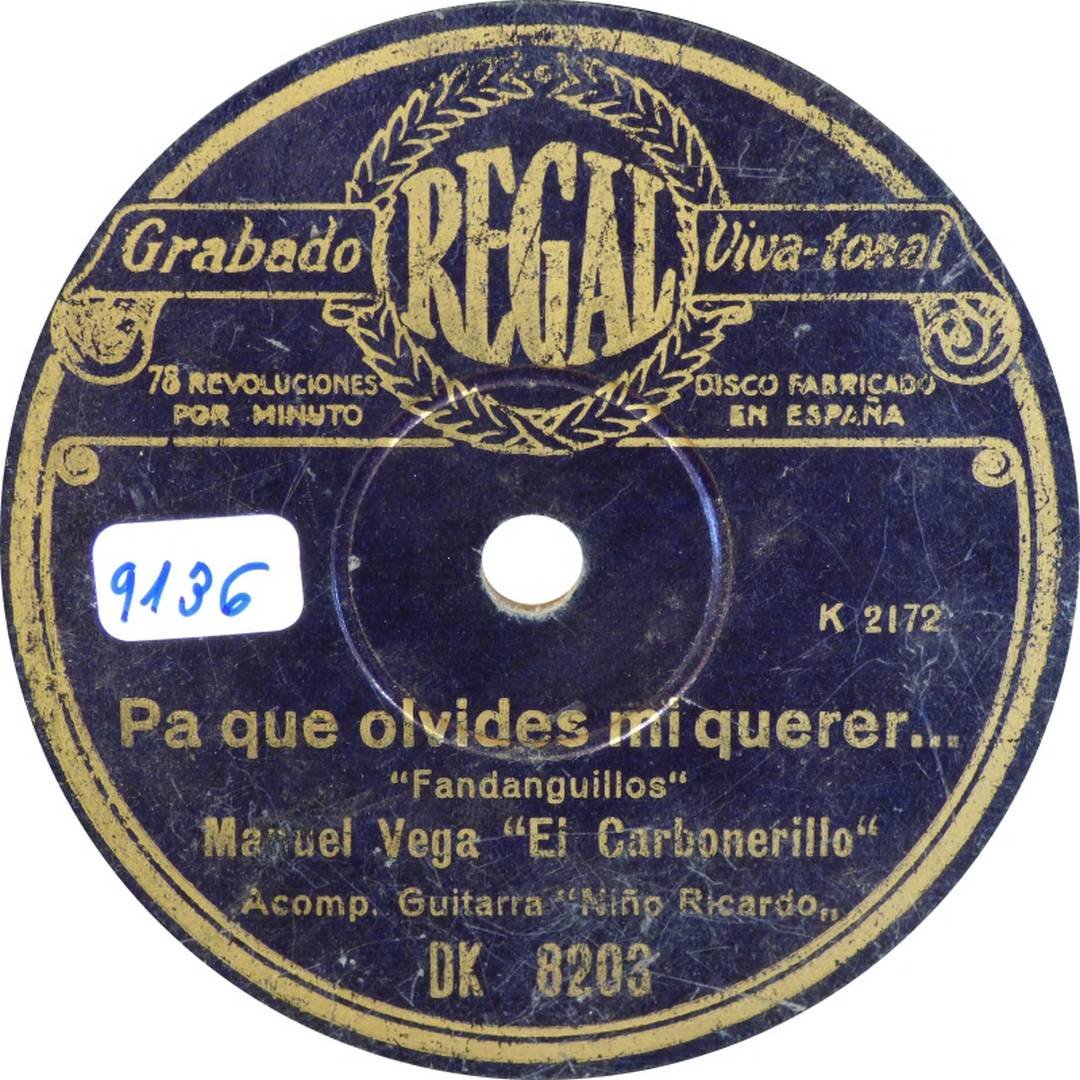 REGAL
Grabado Viva-tonal
78 REVOLUCIONES
POR MINUTO
DISCO FABRICADO
EN ESPAÑA
9136
K 2172
Pa que olvides mi querer...
"Fandanguillos"
Manuel Vega "El Carbonerillo"
Acomp. Guitarra "Niño Ricardo„
DK 8203